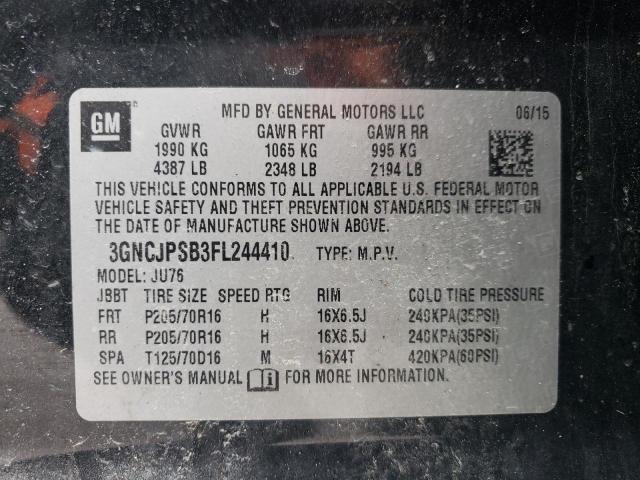 GM
MFD BY GENERAL MOTORS LLC 06/15
GVWR GAWR FRT GAWR RR
1990 KG 1065 KG 995 KG
4387 LB 2348 LB 2194 LB
THIS VEHICLE CONFORMS TO ALL APPLICABLE U.S. FEDERAL MOTOR
VEHICLE SAFETY AND THEFT PREVENTION STANDARDS IN EFFECT ON
THE DATE OF MANUFACTURE SHOWN ABOVE.
3GNCJPSB3FL244410 TYPE: M.P.V.
MODEL: JU76
JBBT TIRE SIZE SPEED RTG RIM COLD TIRE PRESSURE
FRT P205/70R16 H 16X6.5J 240KPA(35PSI)
RR P205/70R16 H 16X6.5J 240KPA(35PSI)
SPA T125/70D16 M 16X4T 420KPA(60PSI)
SEE OWNER'S MANUAL FOR MORE INFORMATION.